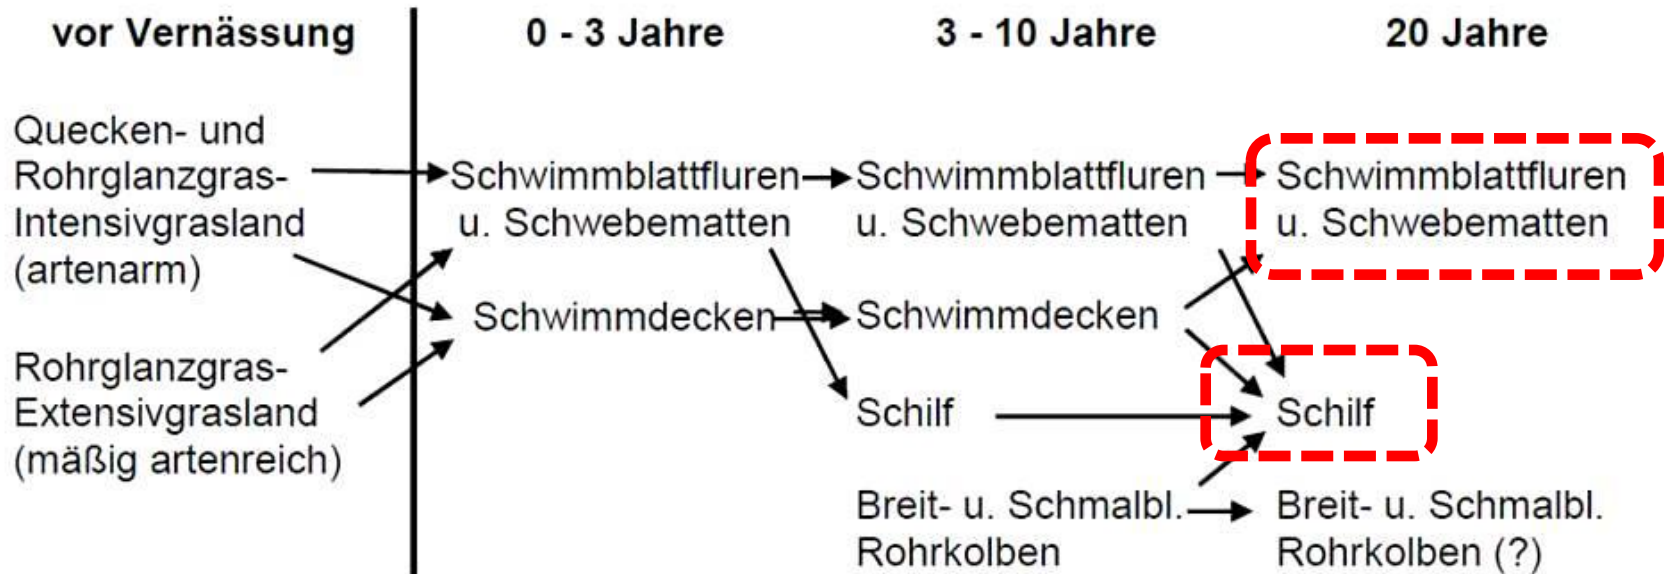 vor Vernässung
0 - 3 Jahre
3 - 10 Jahre
20 Jahre
Quecken- und
Rohrglanzgras-
Intensivgrasland
(artenarm)
Rohrglanzgras-
Extensivgrasland
(mäßig artenreich)
Schwimmblattfluren
u. Schwebematten
Schwimmdecken
Schwimmblattfluren
u. Schwebematten
Schwimmdecken
Schilf
Breit- u. Schmalbl.
Rohrkolben
Schwimmblattfluren
u. Schwebematten
Schilf
Breit- u. Schmalbl.
Rohrkolben (?)